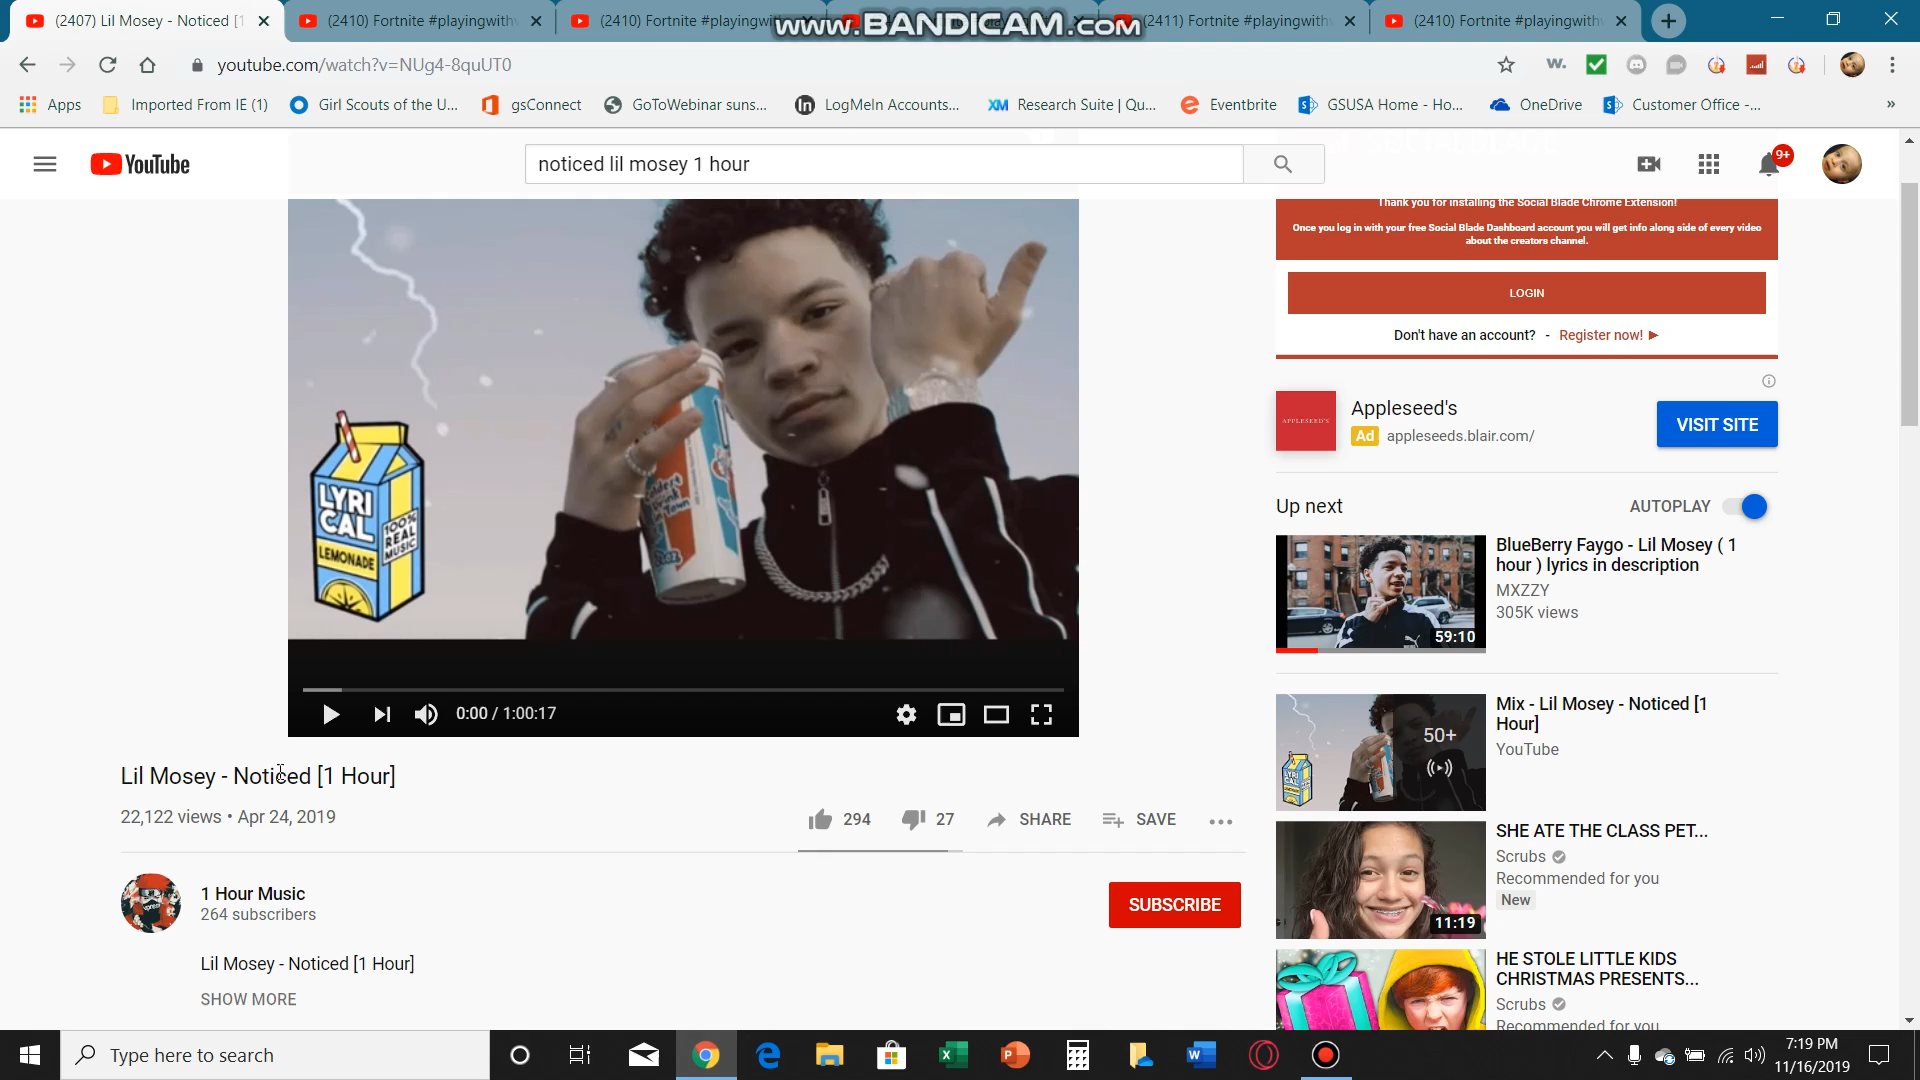 (2407) Lil Mosey - Noticed [1
(2410) Fortnite #playingwith
(2410) Fortnite #playingwith
(2411) Fortnite #playingwith
(2410) Fortnite #playingwith
www.BANDICAM.com
youtube.com/watch?v=NUg4-8quUT0
w.
Apps
Imported From IE (1)
Girl Scouts of the U...
gsConnect
GoToWebinar suns...
LogMeIn Accounts...
XM Research Suite | Qu...
Eventbrite
GSUSA Home - Ho...
OneDrive
Customer Office -...
»
YouTube
noticed lil mosey 1 hour
9+
Thank you for installing the Social Blade Chrome Extension!
Once you log in with your free Social Blade Dashboard account you will get info along side of every video
about the creators channel.
LOGIN
Don't have an account? - Register now! ►
APPLESEED'S
Appleseed's
Ad appleseeds.blair.com/
VISIT SITE
LYRI
CAL
LEMONADE
100%
REAL
MUSIC
0:00 / 1:00:17
Up next
AUTOPLAY
59:10
BlueBerry Faygo - Lil Mosey ( 1
hour ) lyrics in description
MXZZY
305K views
LYRI
CAL
50+
Mix - Lil Mosey - Noticed [1
Hour]
YouTube
11:19
SHE ATE THE CLASS PET...
Scrubs
Recommended for you
New
HE STOLE LITTLE KIDS
CHRISTMAS PRESENTS...
Scrubs
Recommended for you
Lil Mosey - Noticed [1 Hour]
22,122 views • Apr 24, 2019
294
27
SHARE
SAVE
1 Hour Music
264 subscribers
SUBSCRIBE
Lil Mosey - Noticed [1 Hour]
SHOW MORE
Type here to search
7:19 PM
11/16/2019